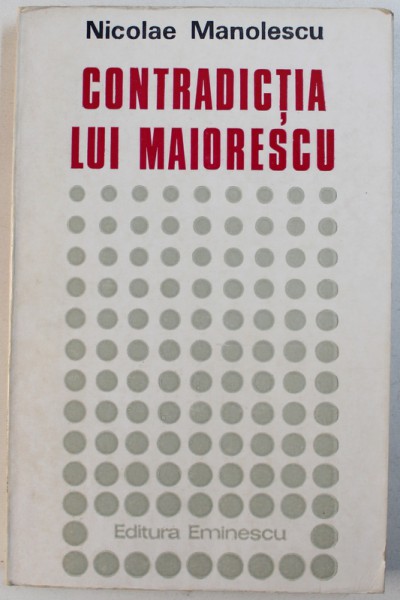 Nicolae Manolescu
CONTRADICȚIA
LUI MAIORESCU
Editura Eminescu